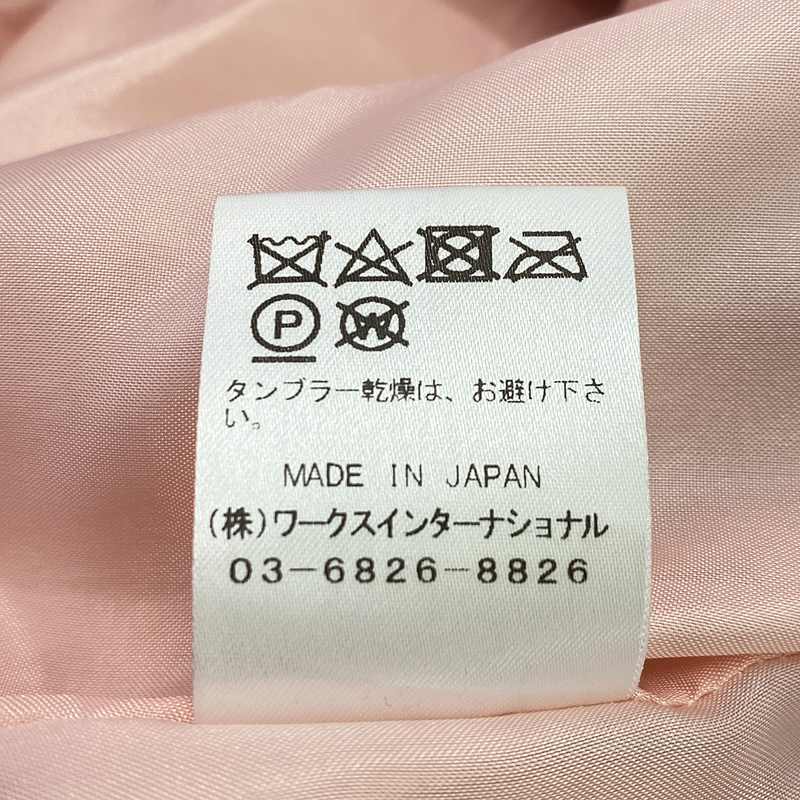 P
W
タンブラー乾燥は、お避け下さ
い。
MADE IN JAPAN
(株)ワークスインターナショナル
03-6826-8826